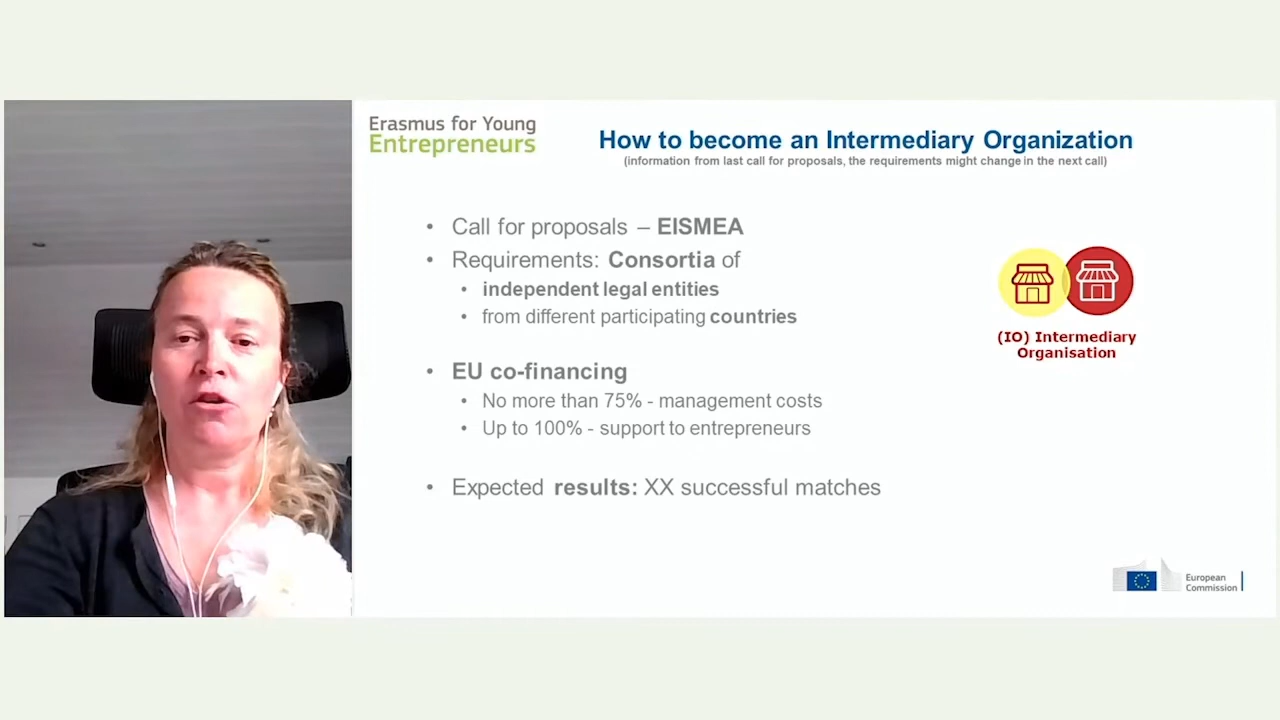 Erasmus for Young
Entrepreneurs
How to become an Intermediary Organization
(information from last call for proposals, the requirements might change in the next call)
• Call for proposals – EISMEA
• Requirements: Consortia of
• independent legal entities
• from different participating countries
• EU co-financing
• No more than 75% - management costs
• Up to 100% - support to entrepreneurs
• Expected results: XX successful matches
(IO) Intermediary
Organisation
European
Commission